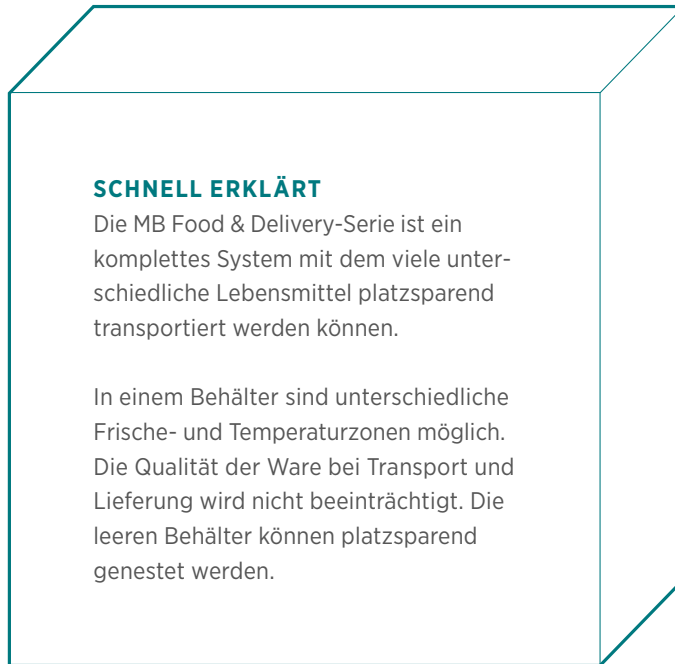 SCHNELL ERKLÄRT
Die MB Food & Delivery-Serie ist ein
komplettes System mit dem viele unter-
schiedliche Lebensmittel platzsparend
transportiert werden können.
In einem Behälter sind unterschiedliche
Frische- und Temperaturzonen möglich.
Die Qualität der Ware bei Transport und
Lieferung wird nicht beeinträchtigt. Die
leeren Behälter können platzsparend
genestet werden.